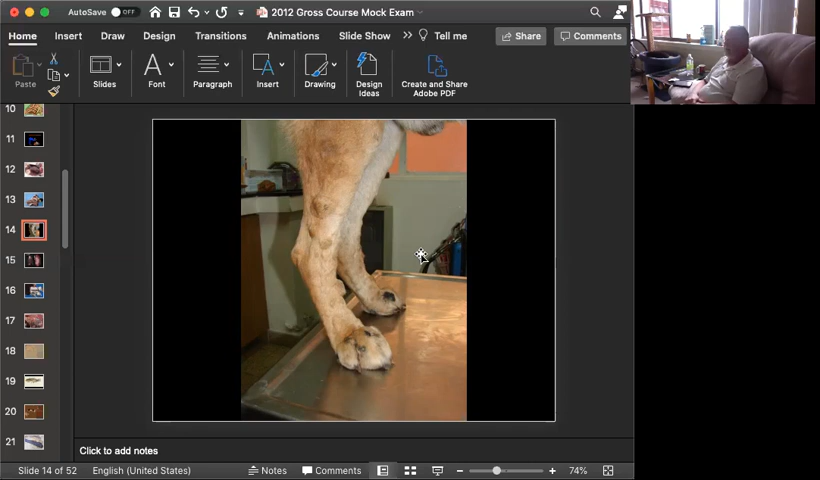 AutoSave OFF
2012 Gross Course Mock Exam
Home Insert Draw Design Transitions Animations Slide Show Tell me Share Comments
Paste Slides Font Paragraph Insert Drawing Design Ideas Create and Share Adobe PDF
10
11
12
13
14
15
16
17
18
19
20
21
Click to add notes
Slide 14 of 52 English (United States) Notes Comments 74%